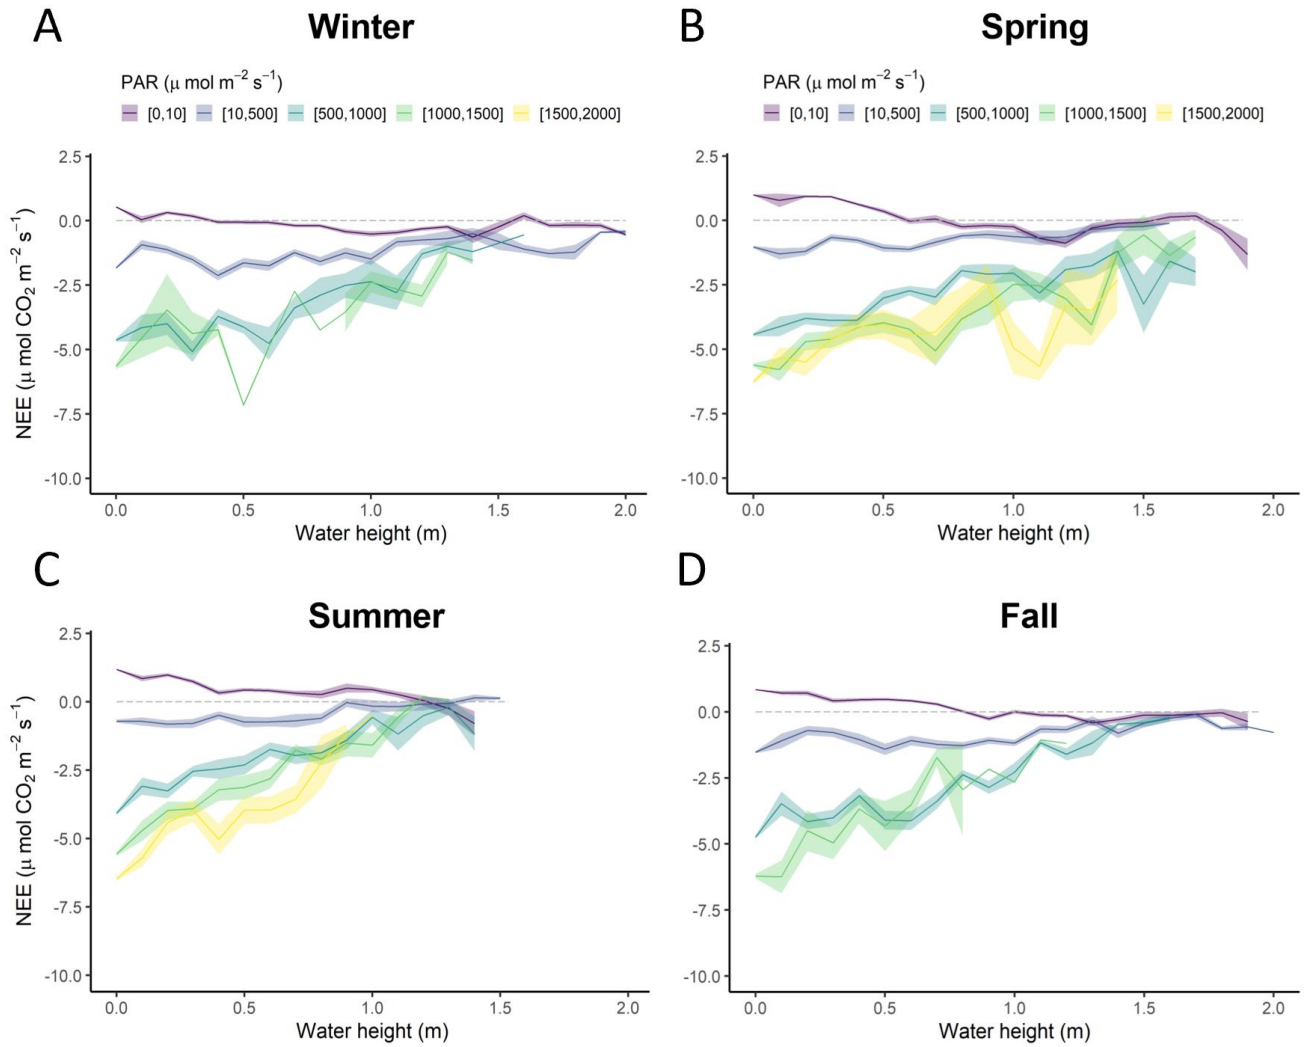 A
Winter
PAR (μ mol m⁻² s⁻¹)
[0,10] [10,500] [500,1000] [1000,1500] [1500,2000]
2.5
0.0
-2.5
-5.0
-7.5
-10.0
NEE (μ mol CO₂ m⁻² s⁻¹)
0.0 0.5 1.0 1.5 2.0
Water height (m)
B
Spring
PAR (μ mol m⁻² s⁻¹)
[0,10] [10,500] [500,1000] [1000,1500] [1500,2000]
2.5
0.0
-2.5
-5.0
-7.5
-10.0
0.0 0.5 1.0 1.5 2.0
Water height (m)
C
Summer
2.5
0.0
-2.5
-5.0
-7.5
-10.0
NEE (μ mol CO₂ m⁻² s⁻¹)
0.0 0.5 1.0 1.5 2.0
Water height (m)
D
Fall
2.5
0.0
-2.5
-5.0
-7.5
-10.0
0.0 0.5 1.0 1.5 2.0
Water height (m)